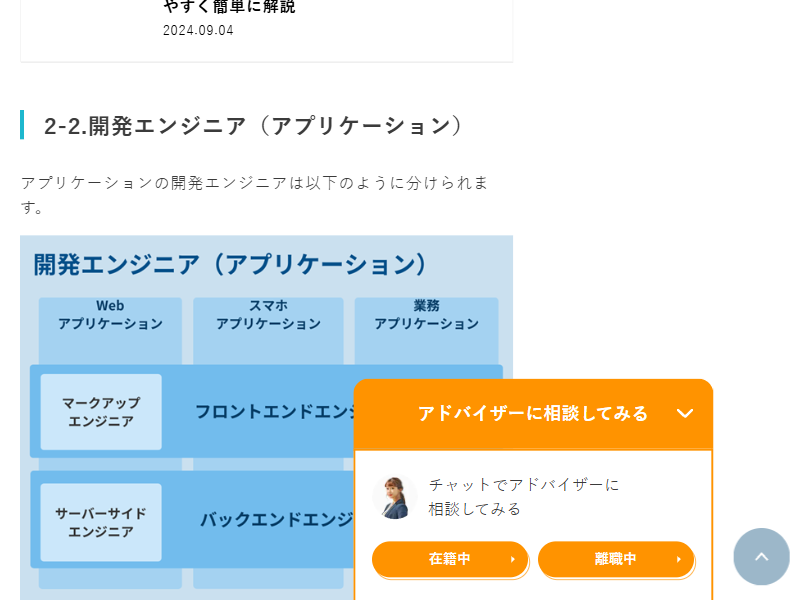 やすく簡単に解説
2024.09.04
2-2.開発エンジニア（アプリケーション）
アプリケーションの開発エンジニアは以下のように分けられま
す。
開発エンジニア（アプリケーション）
Web
アプリケーション
スマホ
アプリケーション
業務
アプリケーション
マークアップ
エンジニア
フロントエンドエン
サーバーサイド
エンジニア
バックエンドエンジ
アドバイザーに相談してみる
チャットでアドバイザーに
相談してみる
在籍中
離職中